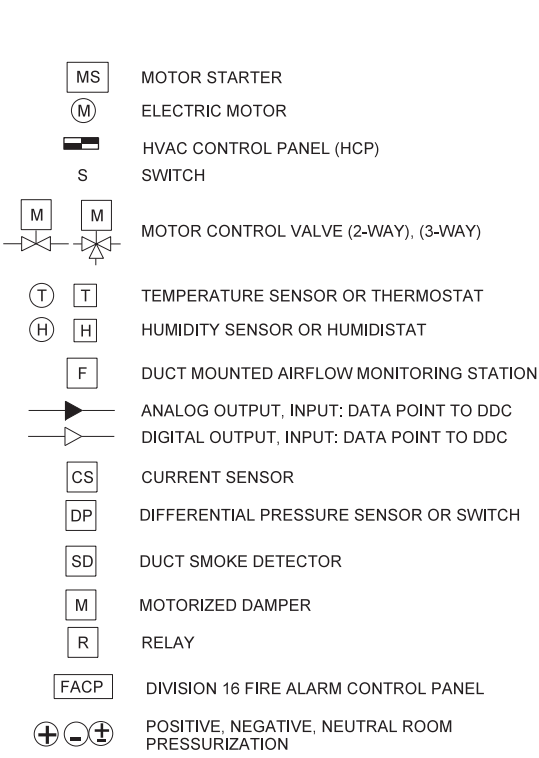 MS MOTOR STARTER
M ELECTRIC MOTOR
HVAC CONTROL PANEL (HCP)
S SWITCH
M M MOTOR CONTROL VALVE (2-WAY), (3-WAY)
T T TEMPERATURE SENSOR OR THERMOSTAT
H H HUMIDITY SENSOR OR HUMIDISTAT
F DUCT MOUNTED AIRFLOW MONITORING STATION
ANALOG OUTPUT, INPUT: DATA POINT TO DDC
DIGITAL OUTPUT, INPUT: DATA POINT TO DDC
CS CURRENT SENSOR
DP DIFFERENTIAL PRESSURE SENSOR OR SWITCH
SD DUCT SMOKE DETECTOR
M MOTORIZED DAMPER
R RELAY
FACP DIVISION 16 FIRE ALARM CONTROL PANEL
+ - ± POSITIVE, NEGATIVE, NEUTRAL ROOM
PRESSURIZATION